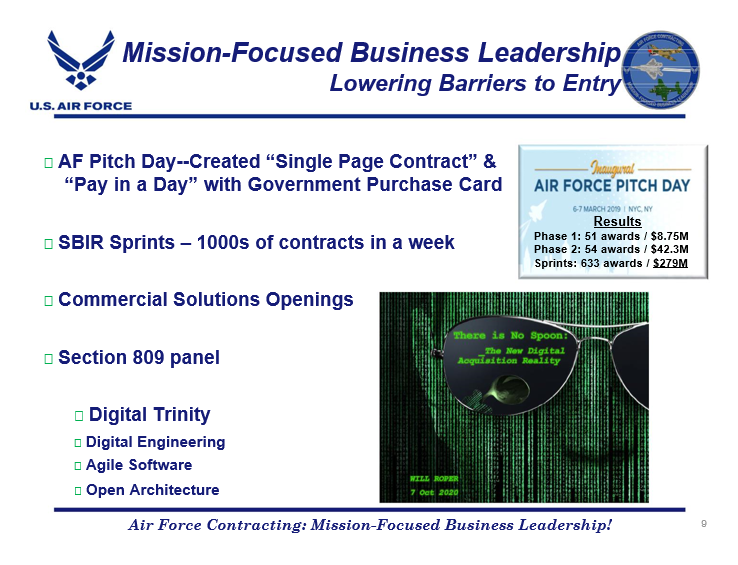 Mission-Focused Business Leadership
Lowering Barriers to Entry
U.S. AIR FORCE
AIR FORCE CONTRACTING
AF Pitch Day--Created “Single Page Contract” &
“Pay in a Day” with Government Purchase Card
SBIR Sprints – 1000s of contracts in a week
Commercial Solutions Openings
Section 809 panel
Digital Trinity
Digital Engineering
Agile Software
Open Architecture
Inaugural
AIR FORCE PITCH DAY
6-7 MARCH 2019 | NYC, NY
Results
Phase 1: 51 awards / $8.75M
Phase 2: 54 awards / $42.3M
Sprints: 633 awards / $279M
There is No Spoon:
_The New Digital
Acquisition Reality
WILL ROPER
7 Oct 2020
Air Force Contracting: Mission-Focused Business Leadership!
9